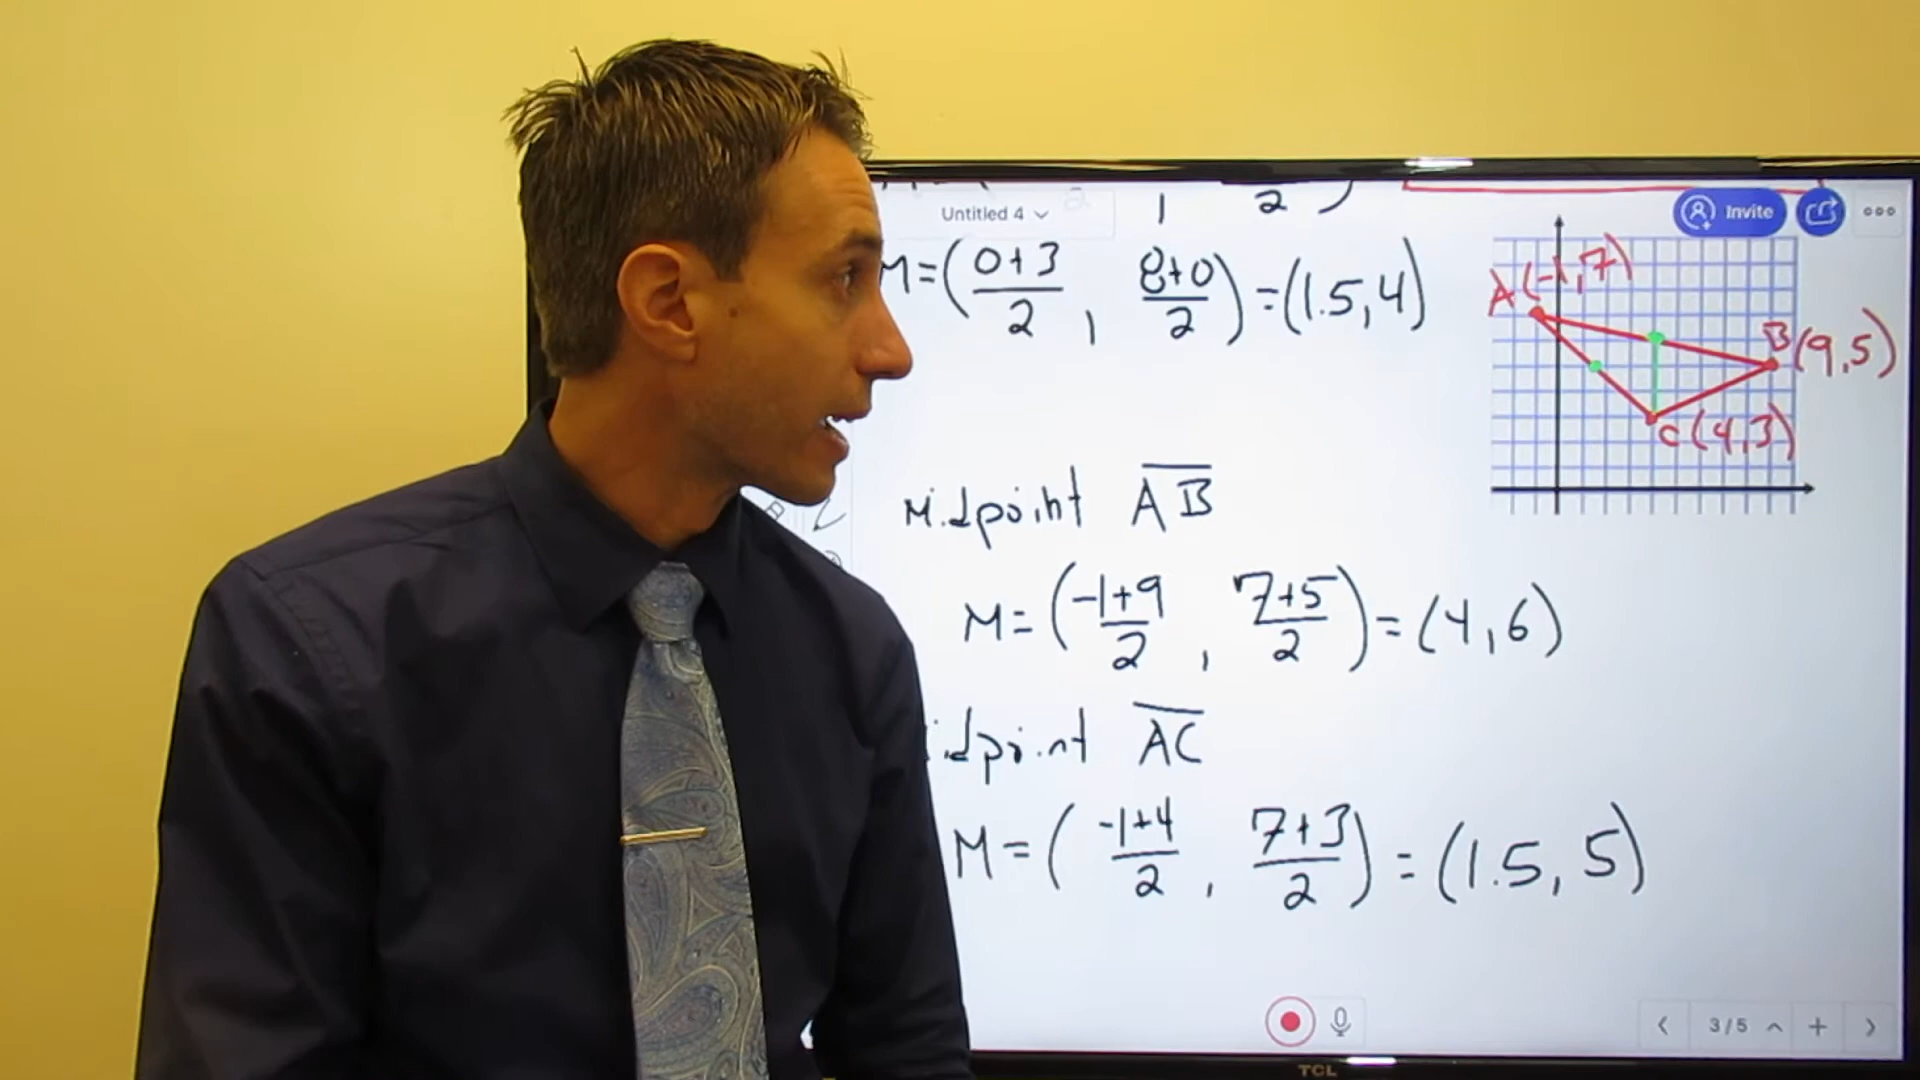 Untitled 4
2 , 2 )
Invite
M=(0+3/2 , 8+0/2)=(1.5,4)
A(-1,7)
B(9,5)
C(4,3)
Midpoint AB
M=(-1+9/2 , 7+5/2)=(4,6)
idpoint AC
M=(-1+4/2 , 7+3/2)=(1.5,5)
3/5
TCL